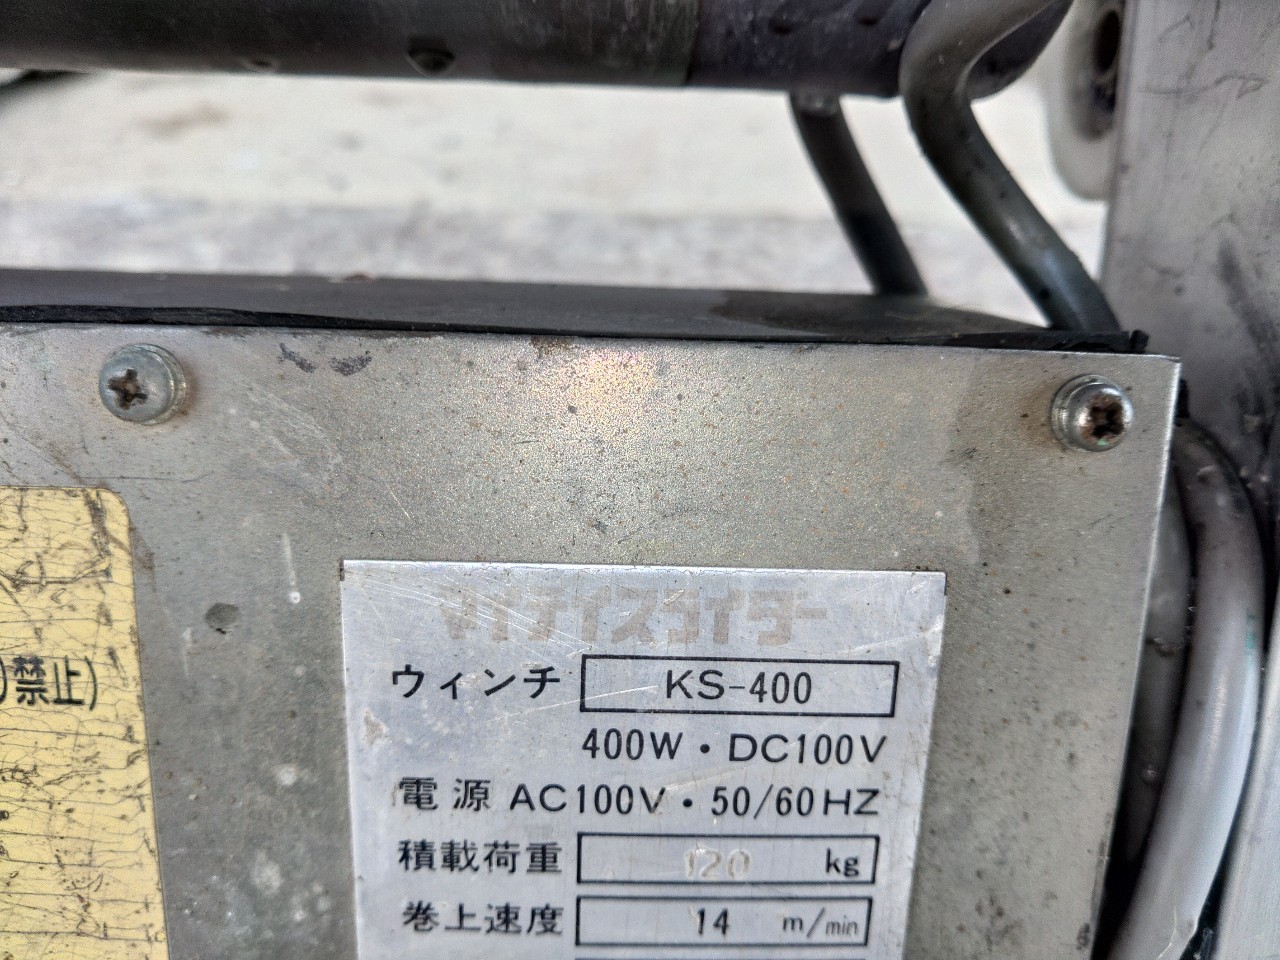 マイティスライダー
ウィンチ KS-400
400W・DC100V
電源 AC100V・50/60HZ
積載荷重 120 kg
巻上速度 14 m/min
禁止)